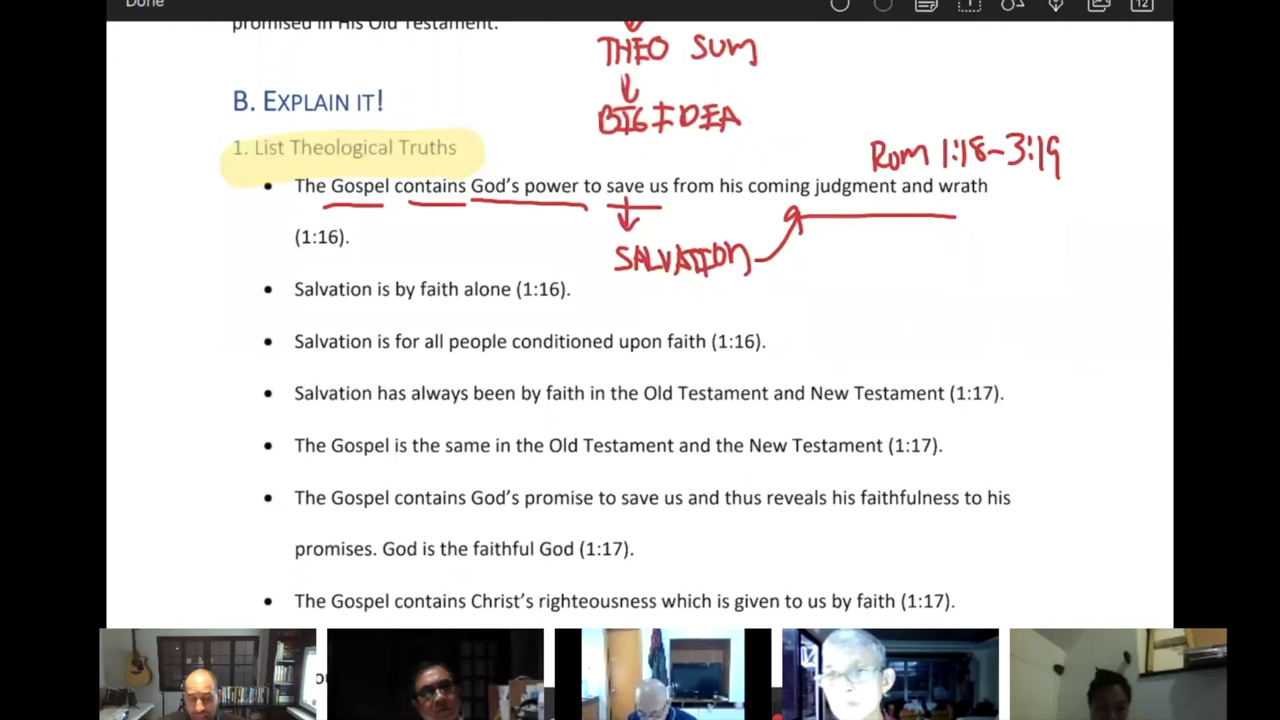 Done
12
promised in His Old Testament.
THEO SUM
BIG IDEA
B. EXPLAIN IT!
1. List Theological Truths
Rom 1:18-3:19
• The Gospel contains God's power to save us from his coming judgment and wrath
(1:16).
SALVATION
• Salvation is by faith alone (1:16).
• Salvation is for all people conditioned upon faith (1:16).
• Salvation has always been by faith in the Old Testament and New Testament (1:17).
• The Gospel is the same in the Old Testament and the New Testament (1:17).
• The Gospel contains God's promise to save us and thus reveals his faithfulness to his
promises. God is the faithful God (1:17).
• The Gospel contains Christ's righteousness which is given to us by faith (1:17).